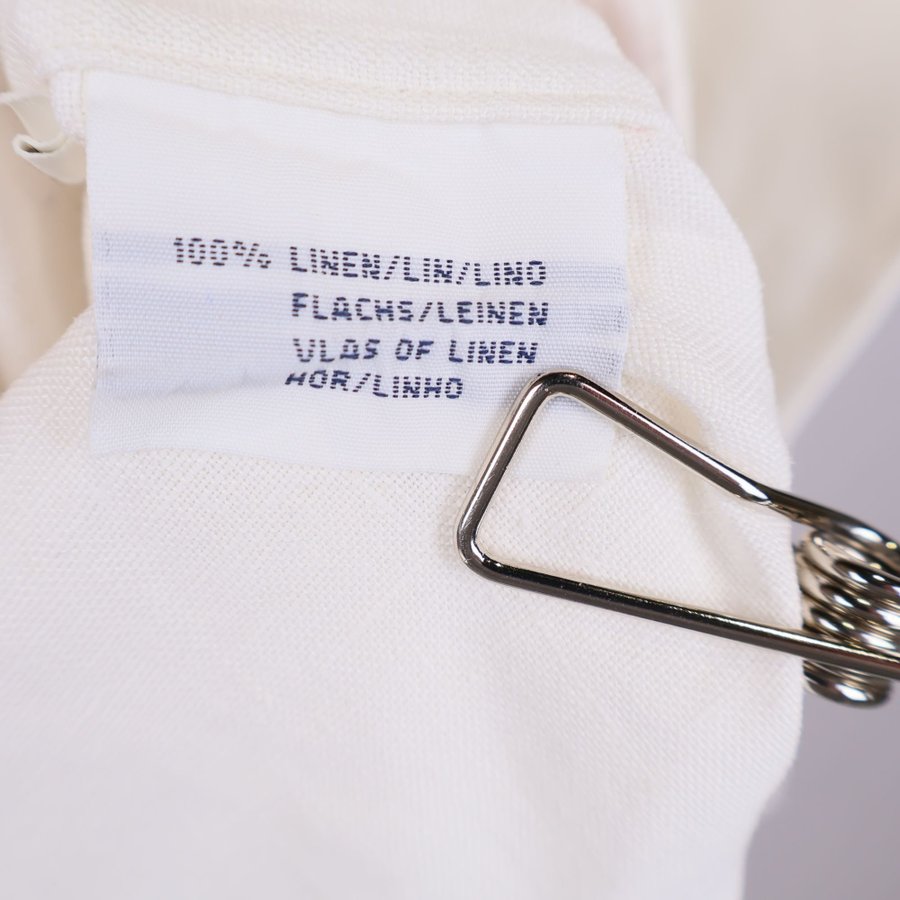 100% LINEN/LIN/LINO
FLACHS/LEINEN
VLAS OF LINEN
HOR/LINHO